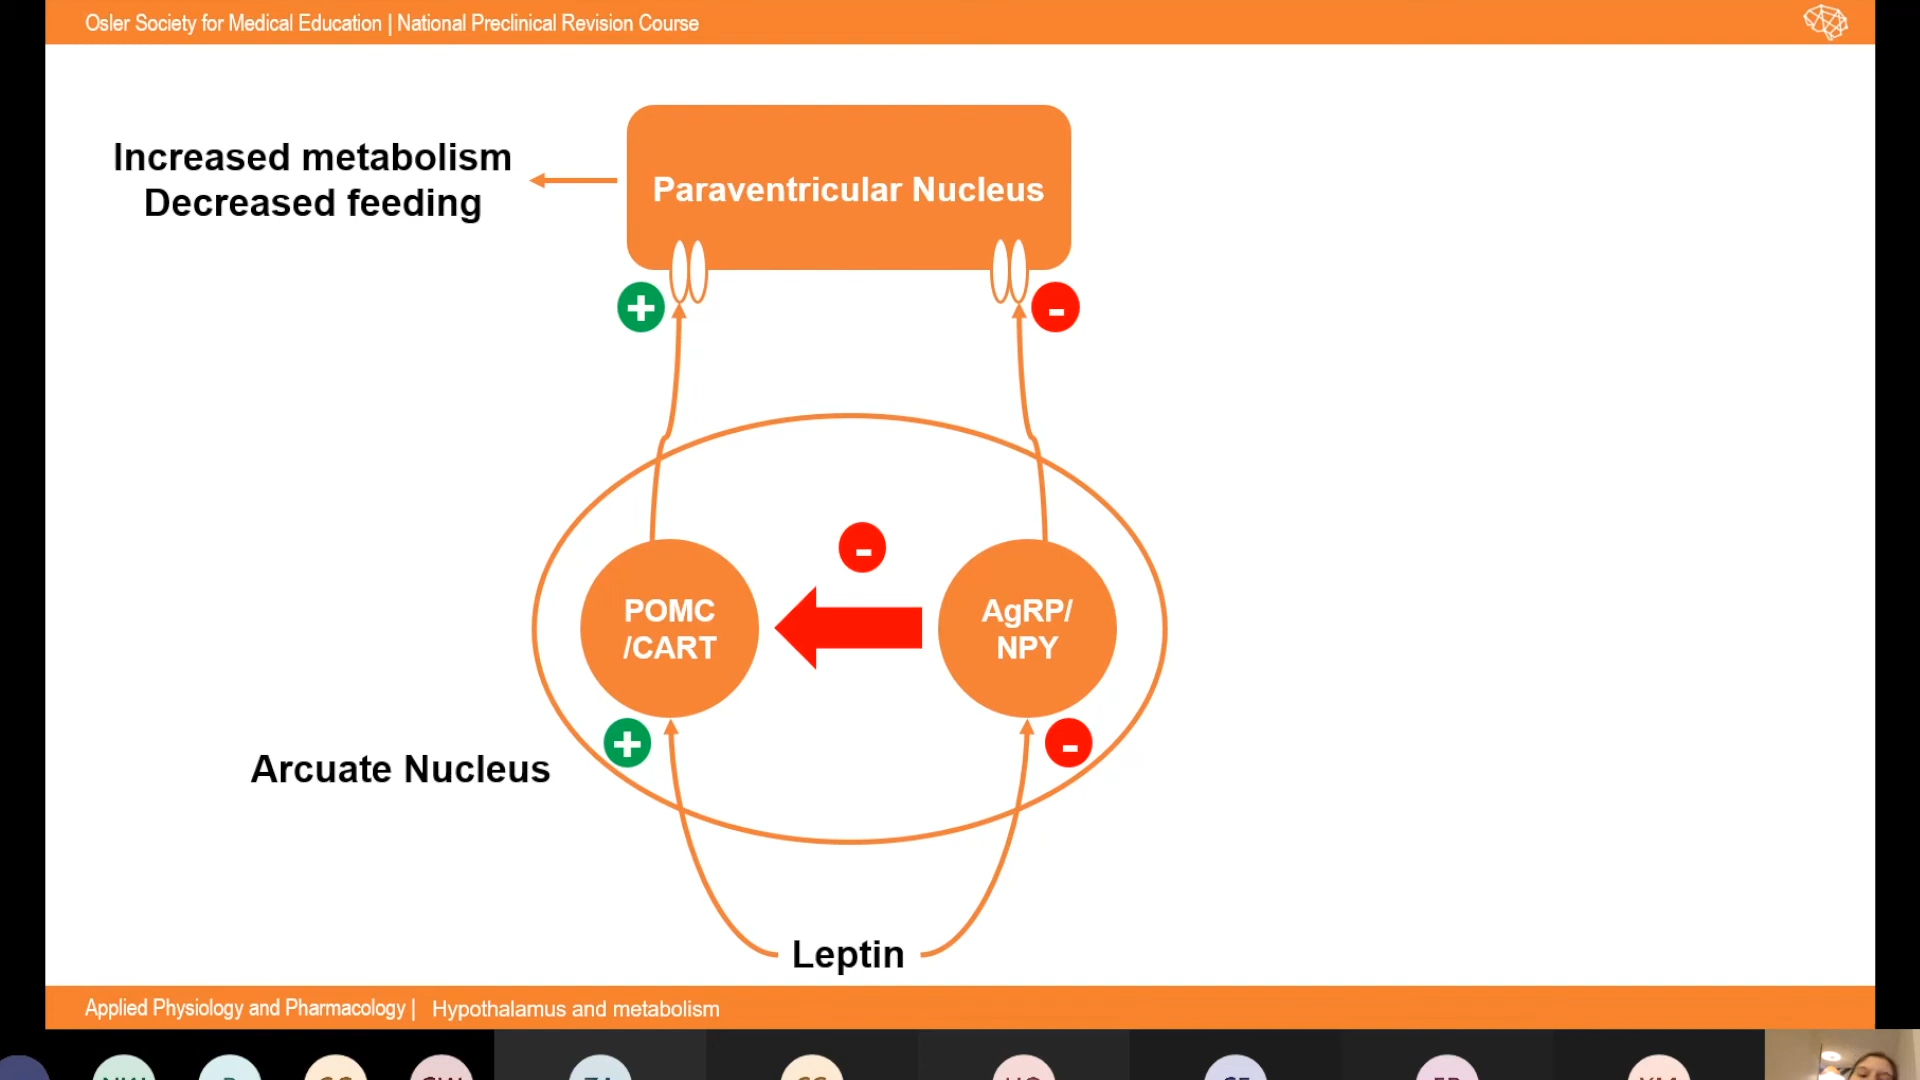 Osler Society for Medical Education | National Preclinical Revision Course
Increased metabolism
Decreased feeding
Paraventricular Nucleus
+
-
-
POMC
/CART
AgRP/
NPY
+
-
Arcuate Nucleus
Leptin
Applied Physiology and Pharmacology | Hypothalamus and metabolism